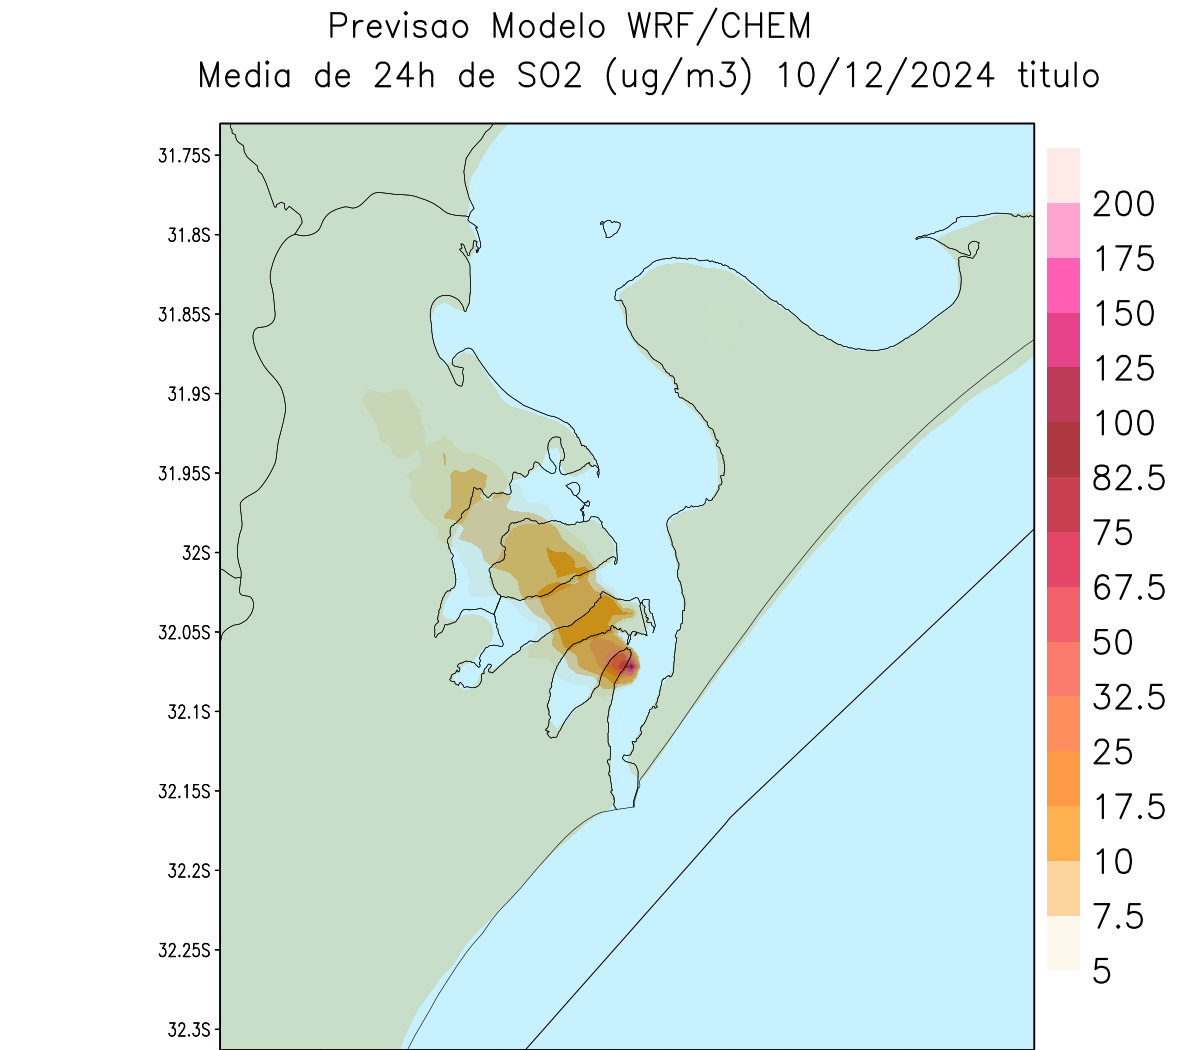 Previsao Modelo WRF/CHEM
Media de 24h de SO2 (ug/m3) 10/12/2024 titulo
31.75S
31.8S
31.85S
31.9S
31.95S
32S
32.05S
32.1S
32.15S
32.2S
32.25S
32.3S
200
175
150
125
100
82.5
75
67.5
50
32.5
25
17.5
10
7.5
5